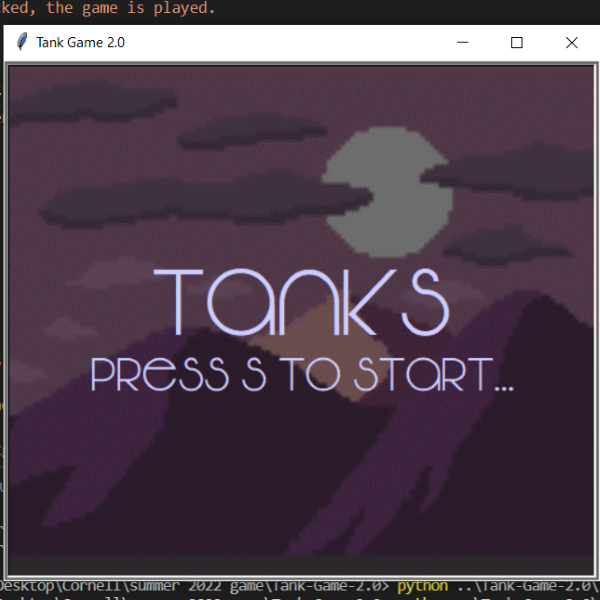 cked, the game is played.
Tank Game 2.0
TANKS
PRESS S TO START...
Desktop\Cornell\summer 2022 game\Tank-Game-2.0> python ..\Tank-Game-2.0\